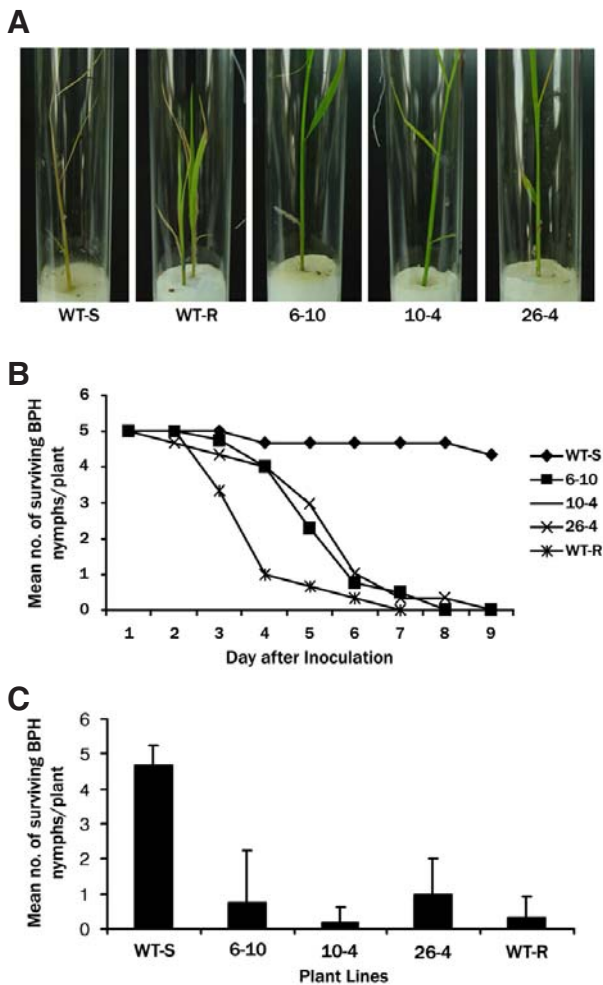 A
WT-S WT-R 6-10 10-4 26-4
B
Mean no. of surviving BPH
nymphs/plant
6
5
4
3
2
1
0
1 2 3 4 5 6 7 8 9
Day after Inoculation
WT-S
6-10
10-4
26-4
WT-R
C
Mean no. of surviving BPH
nymphs/plant
6
5
4
3
2
1
0
WT-S 6-10 10-4 26-4 WT-R
Plant Lines